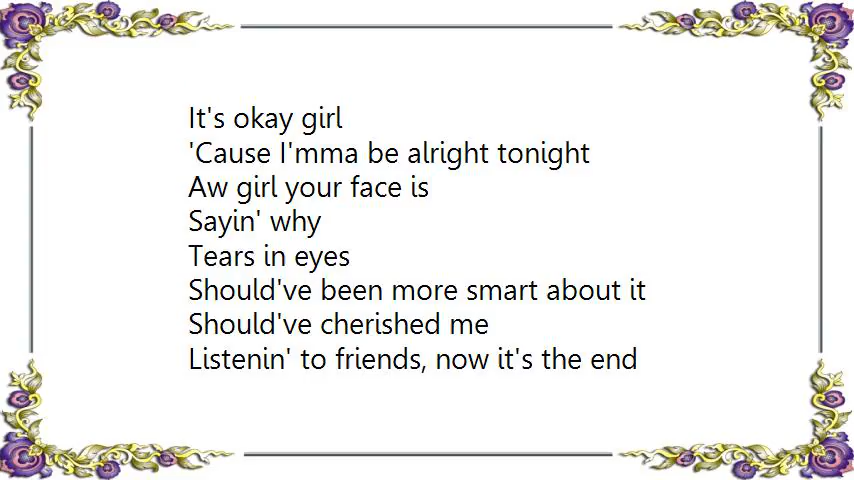 It's okay girl
'Cause I'mma be alright tonight
Aw girl your face is
Sayin' why
Tears in eyes
Should've been more smart about it
Should've cherished me
Listenin' to friends, now it's the end